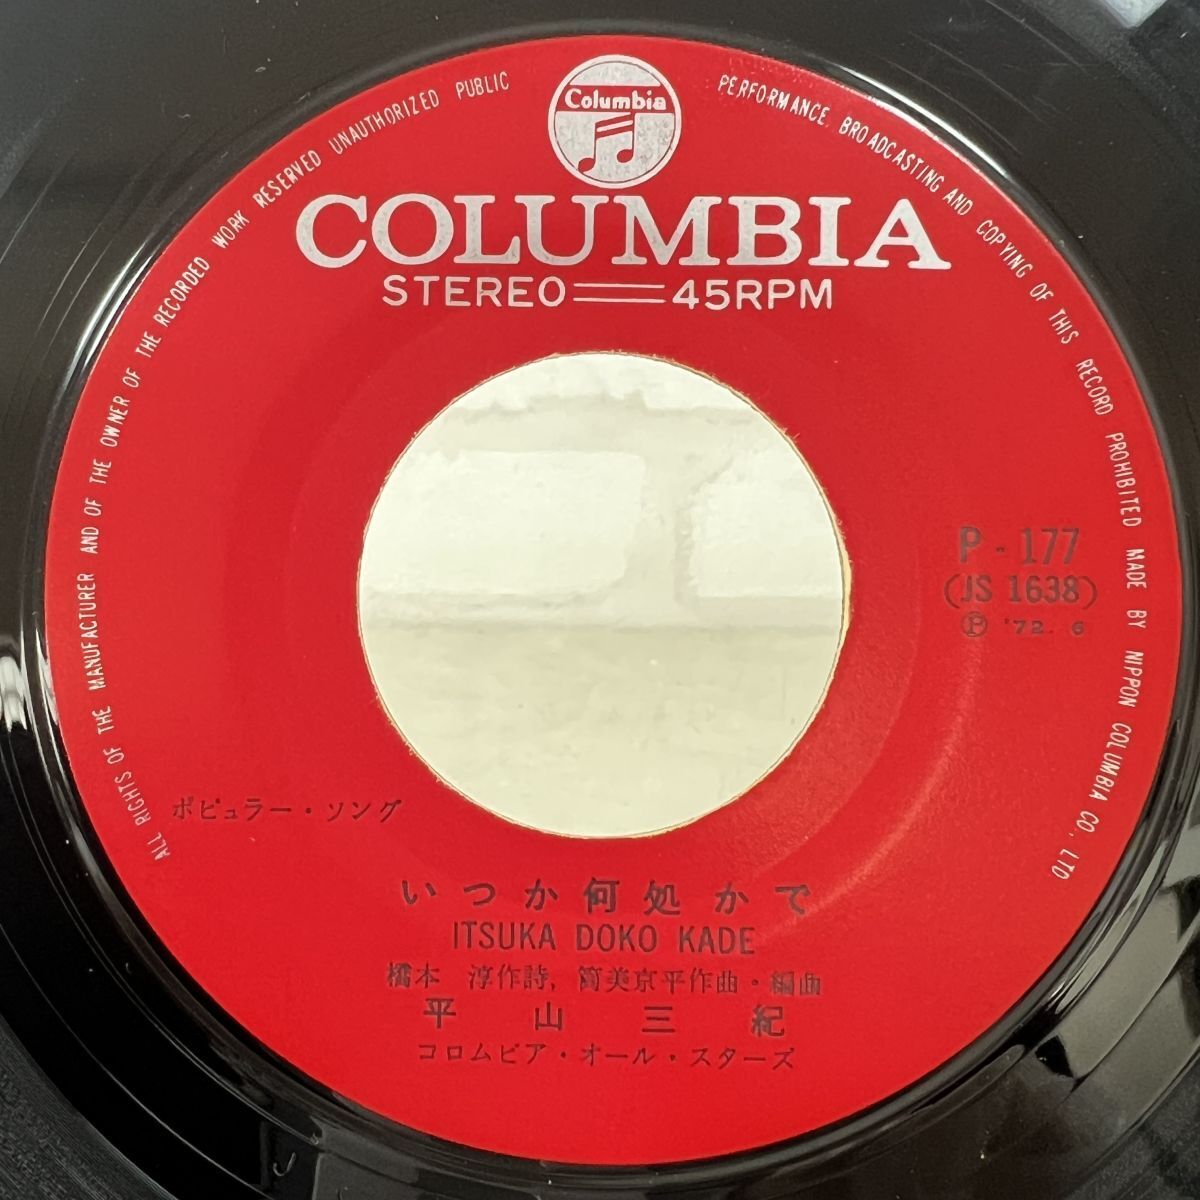 ALL RIGHTS OF THE MANUFACTURER AND OF THE OWNER OF THE RECORDED WORK RESERVED UNAUTHORIZED PUBLIC PERFORMANCE, BROADCASTING AND COPYING OF THIS RECORD PROHIBITED MADE BY NIPPON COLUMBIA CO., LTD
Columbia
COLUMBIA
STEREO 45RPM
P - 177
(JS 1638)
Ⓟ '72. 6
ポピュラー・ソング
いつか何処かで
ITSUKA DOKO KADE
橋本 淳作詩, 筒美京平作曲・編曲
平山三紀
コロムビア・オール・スターズ